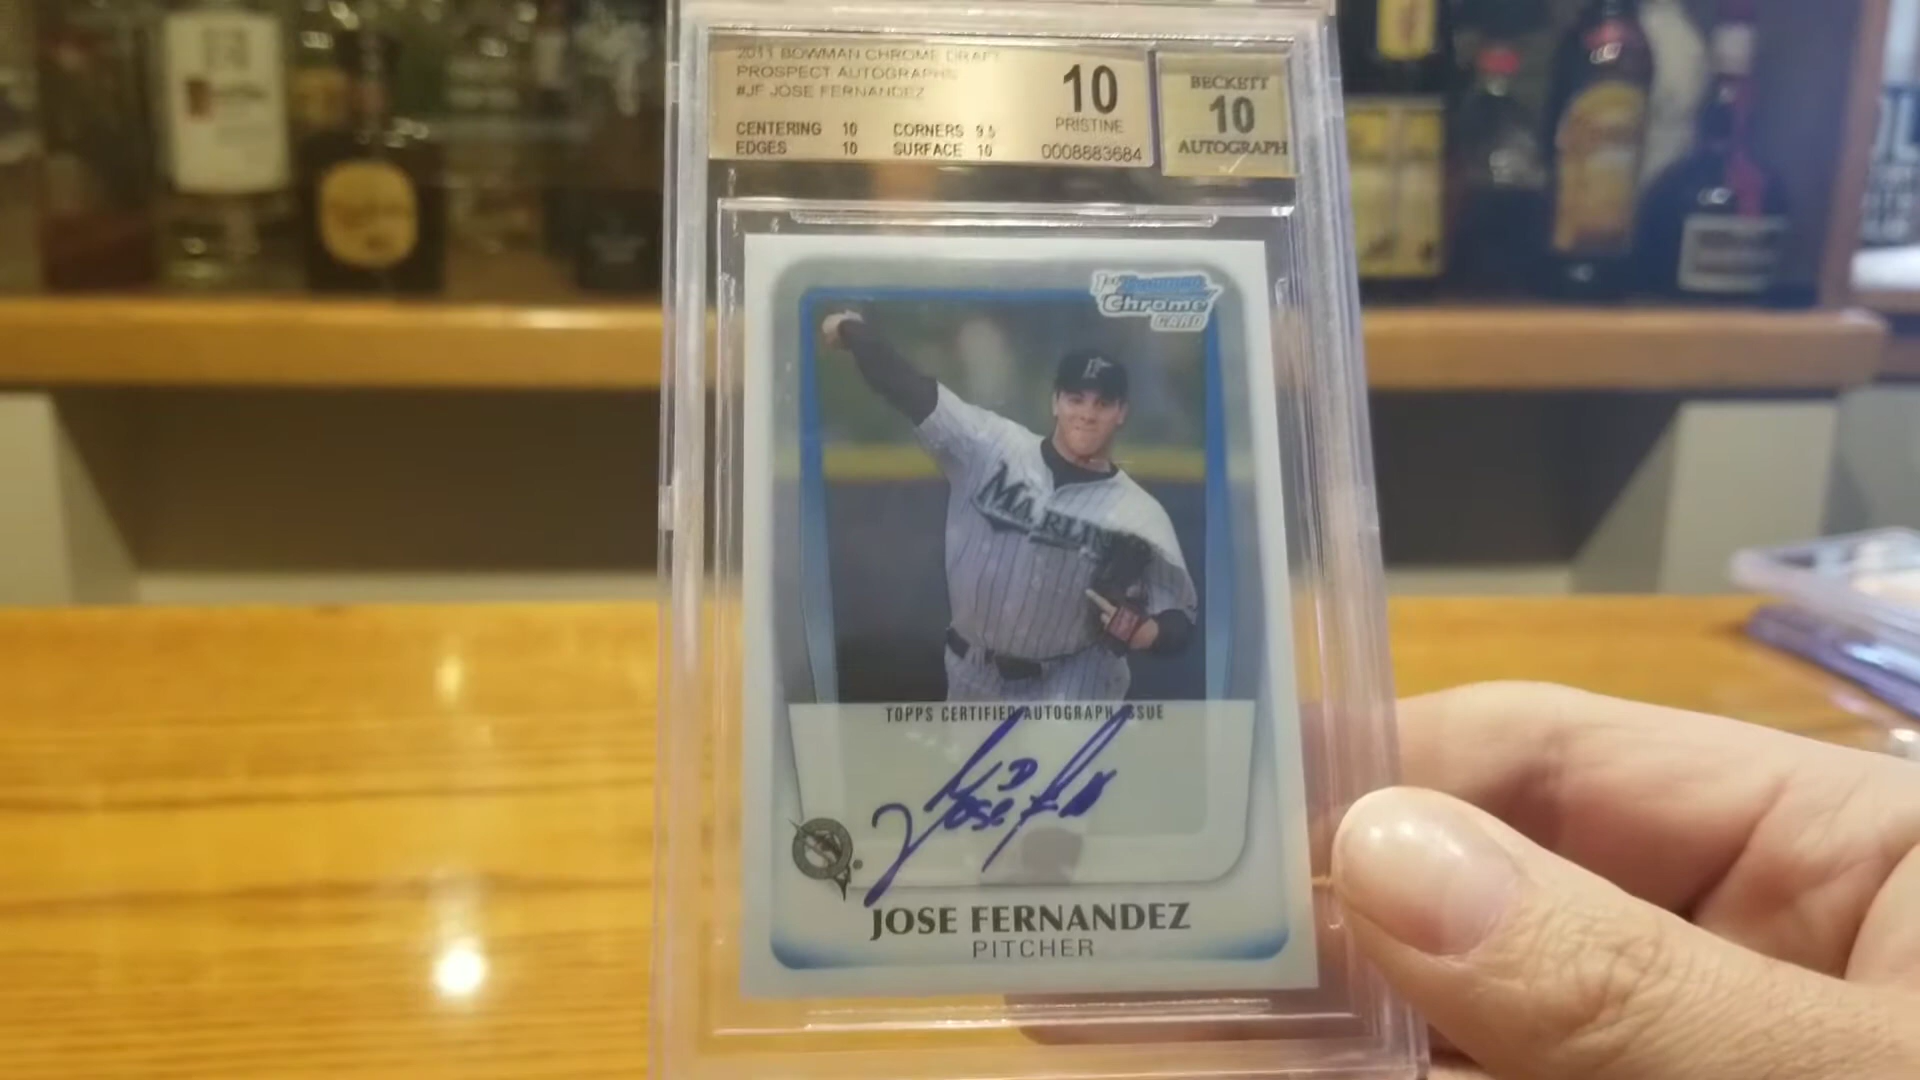 2011 BOWMAN CHROME DRAFT
PROSPECT AUTOGRAPHS
#JF JOSE FERNANDEZ
CENTERING 10 CORNERS 9.5
EDGES 10 SURFACE 10
10
PRISTINE
0008883684
BECKETT
10
AUTOGRAPH
1st BOWMAN
Chrome
CARD
MARLINS
TOPPS CERTIFIED AUTOGRAPH ISSUE
JOSE FERNANDEZ
PITCHER